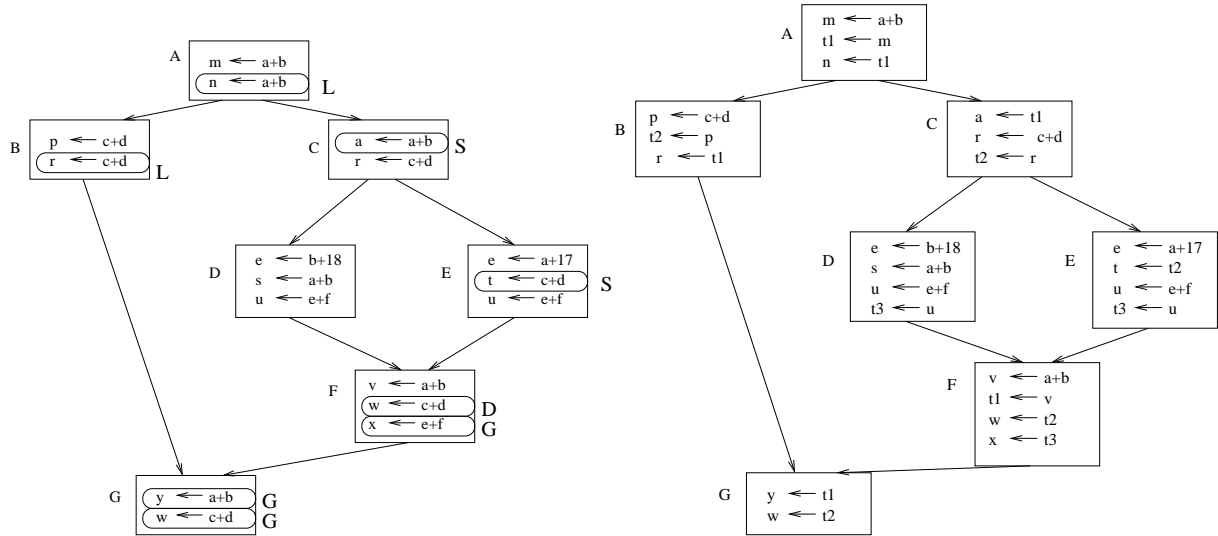 A
m ← a+b
n ← a+b L
B
p ← c+d
r ← c+d L
C
a ← a+b S
r ← c+d
D
e ← b+18
s ← a+b
u ← e+f
E
e ← a+17
t ← c+d S
u ← e+f
F
v ← a+b
w ← c+d D
x ← e+f G
G
y ← a+b G
w ← c+d G
A
m ← a+b
t1 ← m
n ← t1
B
p ← c+d
t2 ← p
r ← t1
C
a ← t1
r ← c+d
t2 ← r
D
e ← b+18
s ← a+b
u ← e+f
t3 ← u
E
e ← a+17
t ← t2
u ← e+f
t3 ← u
F
v ← a+b
t1 ← v
w ← t2
x ← t3
G
y ← t1
w ← t2